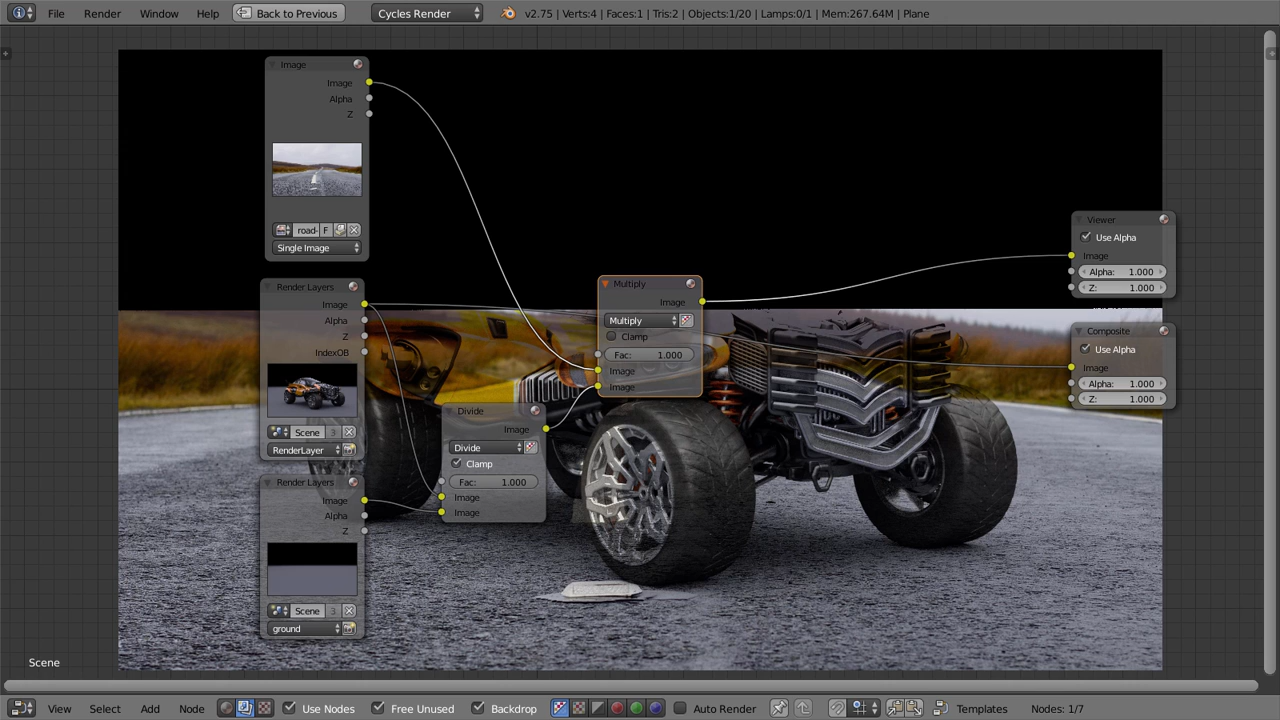 File Render Window Help Back to Previous Cycles Render v2.75 | Verts:4 | Faces:1 | Tris:2 | Objects:1/20 | Lamps:0/1 | Mem:267.64M | Plane
Image
Image
Alpha
Z
road- F
Single Image
Render Layers
Image
Alpha
Z
IndexOB
Scene 3
RenderLayer
Render Layers
Image
Alpha
Z
Scene 3
ground
Divide
Image
Divide
Clamp
Fac: 1.000
Image
Image
Multiply
Image
Multiply
Clamp
Fac: 1.000
Image
Image
Viewer
Use Alpha
Image
Alpha: 1.000
Z: 1.000
Composite
Use Alpha
Image
Alpha: 1.000
Z: 1.000
Scene
View Select Add Node Use Nodes Free Unused Backdrop Auto Render Templates Nodes: 1/7